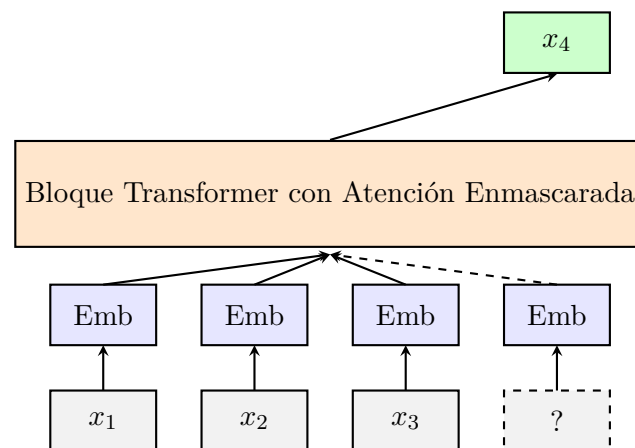 x4
Bloque Transformer con Atención Enmascarada
Emb Emb Emb Emb
x1 x2 x3 ?